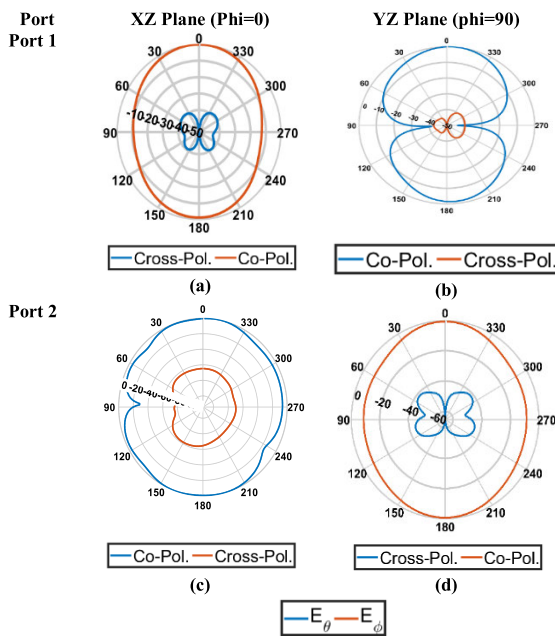 Port XZ Plane (Phi=0) YZ Plane (phi=90)
Port 1
0
30 330
60 300
-10 -20 -30 -40 -50
90 270
120 240
150 210
180
Cross-Pol. Co-Pol.
(a)
0
30 330
60 300
0 -10 -20 -30 -40 -50
90 270
120 240
150 210
180
Co-Pol. Cross-Pol.
(b)
Port 2
0
30 330
60 300
0 -20 -40 -60
90 270
120 240
150 210
180
Co-Pol. Cross-Pol.
(c)
0
30 330
60 300
0 -20 -40 -60
90 270
120 240
150 210
180
Cross-Pol. Co-Pol.
(d)
E θ E ϕ